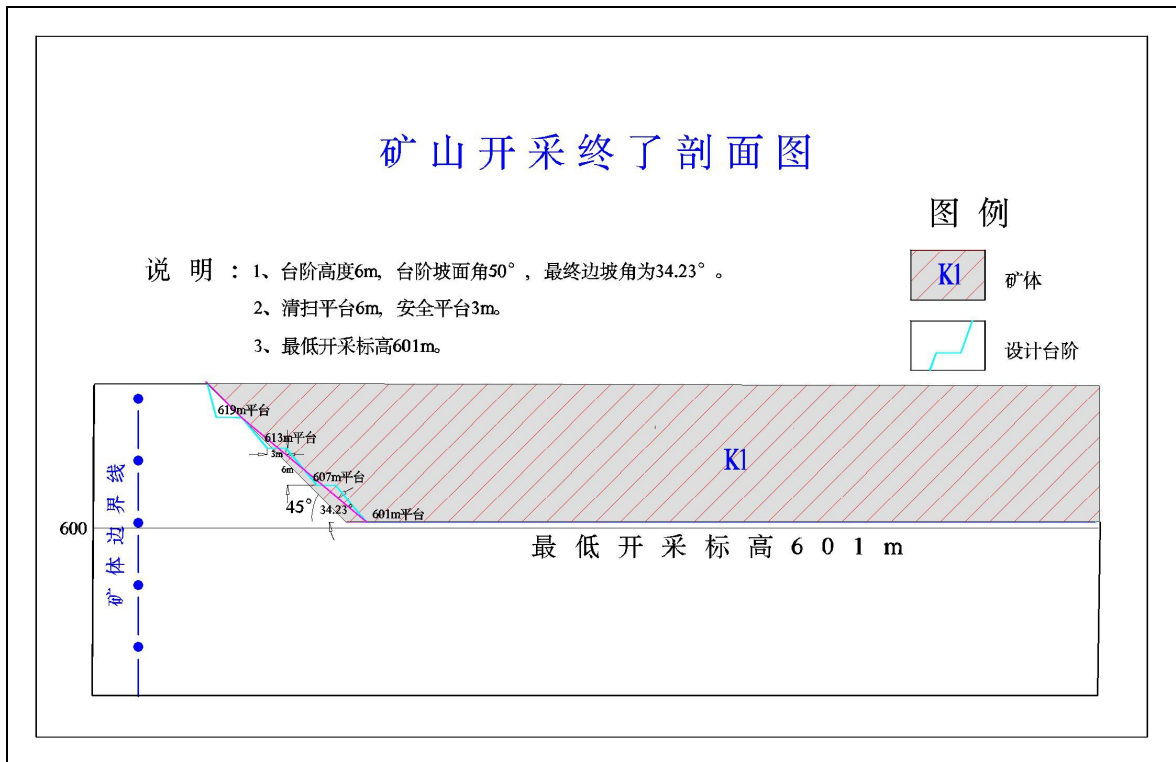 矿山开采终了剖面图
图例
说明：1、台阶高度6m，台阶坡面角50°，最终边坡角为34.23°。
K1
矿体
2、清扫平台6m，安全平台3m。
3、最低开采标高601m。
设计台阶
619m平台
613m平台
3m
6m
607m平台
K1
45°
34.23°
601m平台
600
最低开采标高601m
矿体边界线